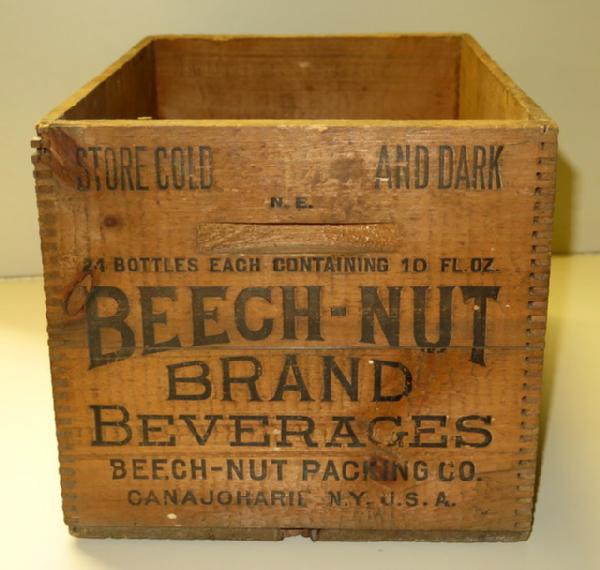 STORE COLD AND DARK
N.E.
24 BOTTLES EACH CONTAINING 10 FL.OZ.
BEECH-NUT
BRAND
BEVERAGES
BEECH-NUT PACKING CO.
CANAJOHARIE N.Y. U.S.A.